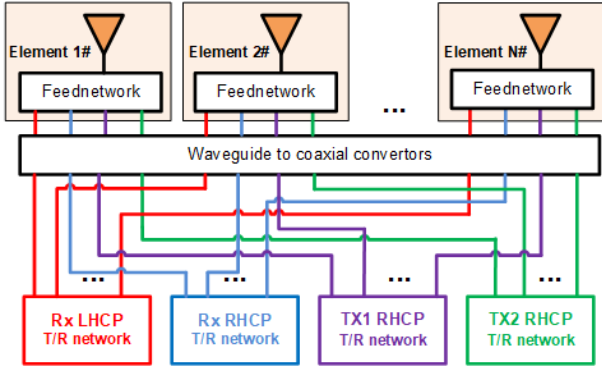 Element 1#
Element 2#
Element N#
Feednetwork
Feednetwork
Feednetwork
...
Waveguide to coaxial convertors
...
...
...
...
Rx LHCP
T/R network
Rx RHCP
T/R network
TX1 RHCP
T/R network
TX2 RHCP
T/R network